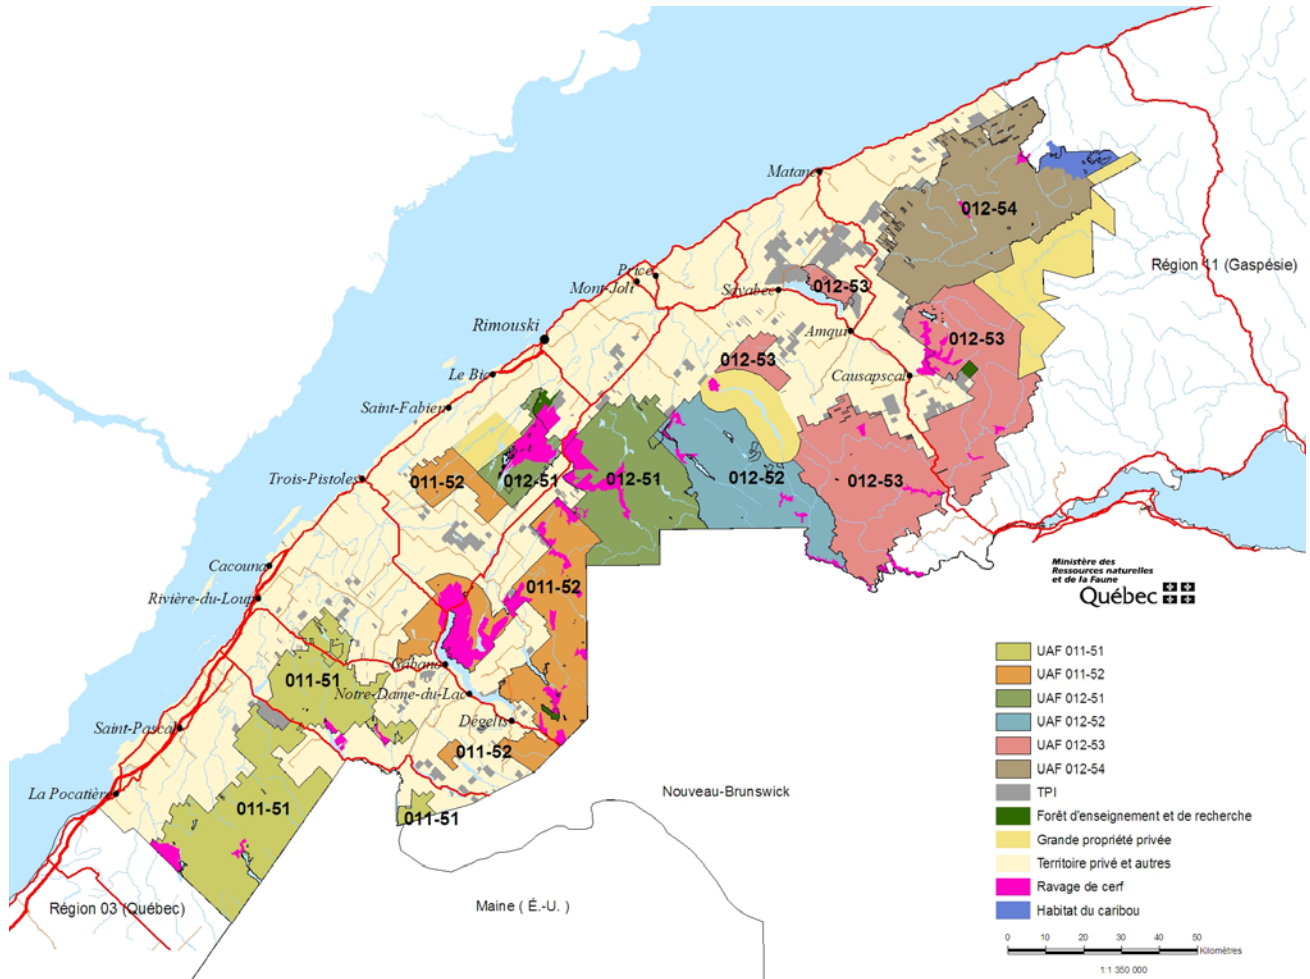 Matane
012-54
Région 11 (Gaspésie)
Price
Mont-Joli
Sayabec
012-53
Rimouski
Amqui
012-53
012-53
Le Bic
Causapscal
Saint-Fabien
Trois-Pistoles
011-52
012-51
012-51
012-52
012-53
Cacouna
Rivière-du-Loup
011-52
Ministère des
Ressources naturelles
et de la Faune
Québec
Cabano
011-51
Notre-Dame-du-Lac
Saint-Pascal
Dégelis
011-52
La Pocatière
011-51
011-51
Nouveau-Brunswick
Région 03 (Québec)
Maine ( É.-U. )
UAF 011-51
UAF 011-52
UAF 012-51
UAF 012-52
UAF 012-53
UAF 012-54
TPI
Forêt d'enseignement et de recherche
Grande propriété privée
Territoire privé et autres
Ravage de cerf
Habitat du caribou
0 10 20 30 40 50
Kilomètres
1:1 350 000